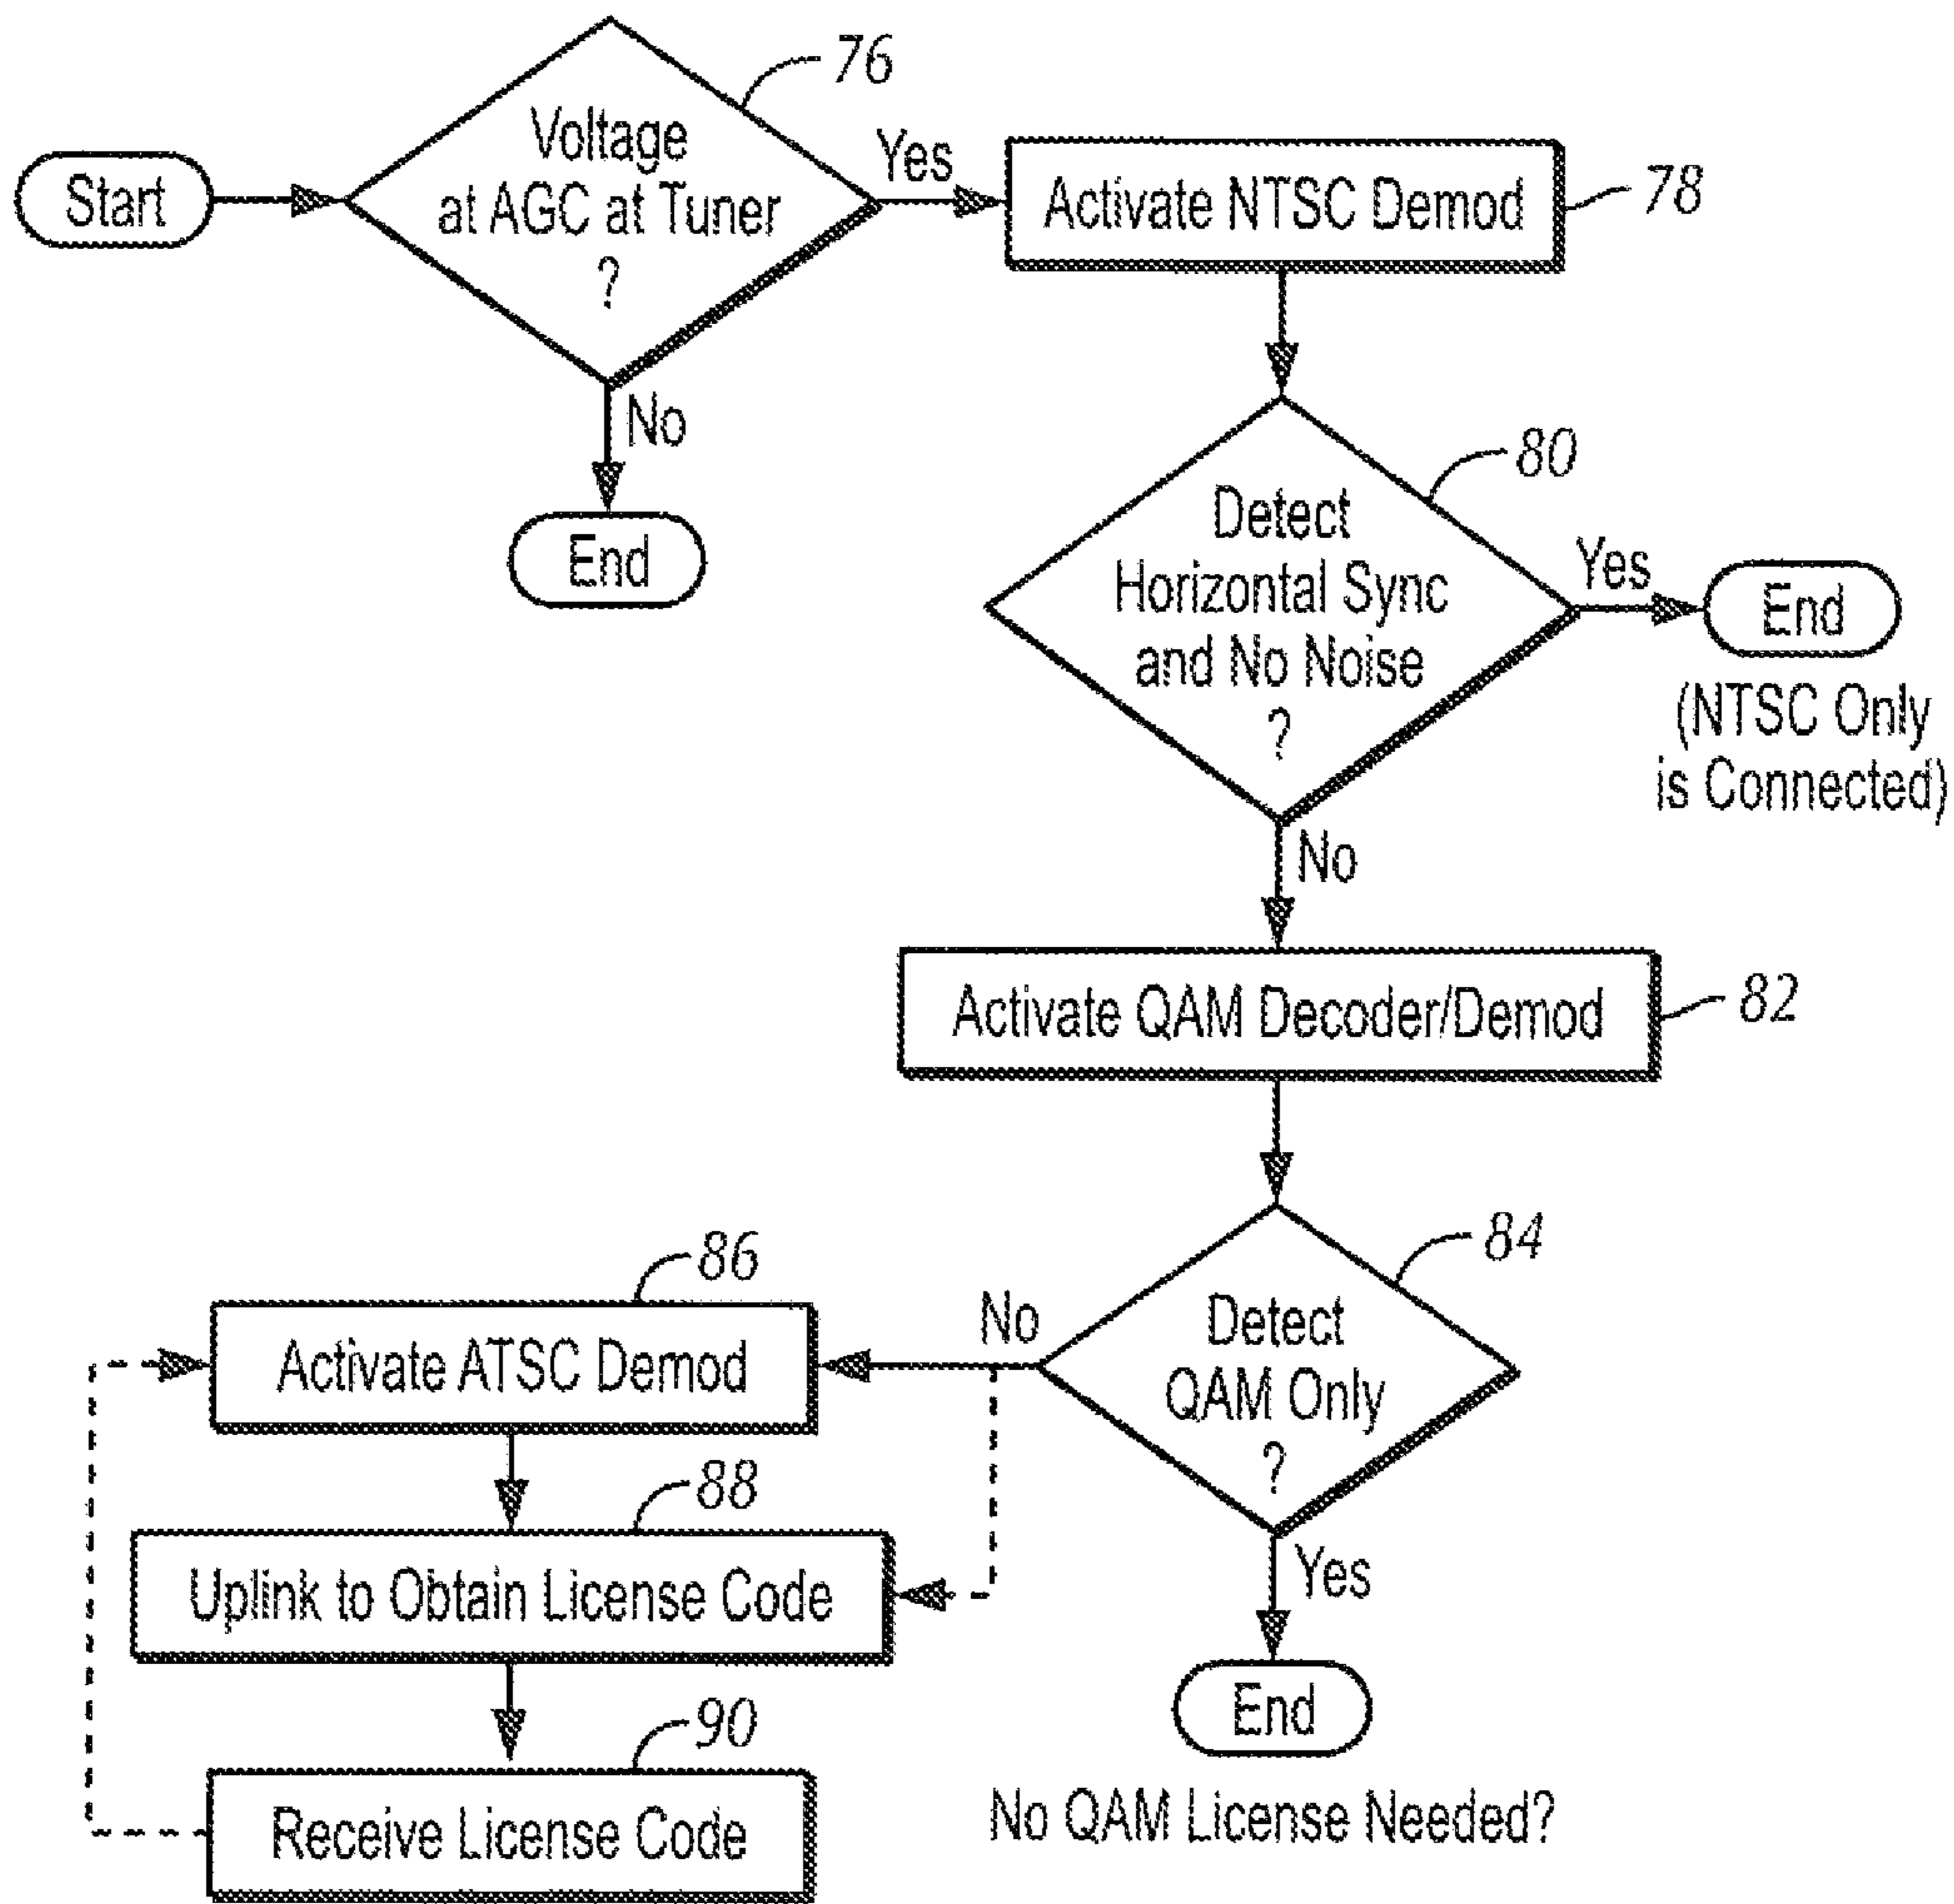 76
Voltage
at AGC at Tuner
?
Start
Yes
Activate NTSC Demod
78
No
End
80
Detect
Horizontal Sync
and No Noise
?
Yes
End
(NTSC Only
is Connected)
No
Activate QAM Decoder/Demod
82
84
Detect
QAM Only
?
No
86
Activate ATSC Demod
88
Uplink to Obtain License Code
Yes
End
90
Receive License Code
No QAM License Needed?